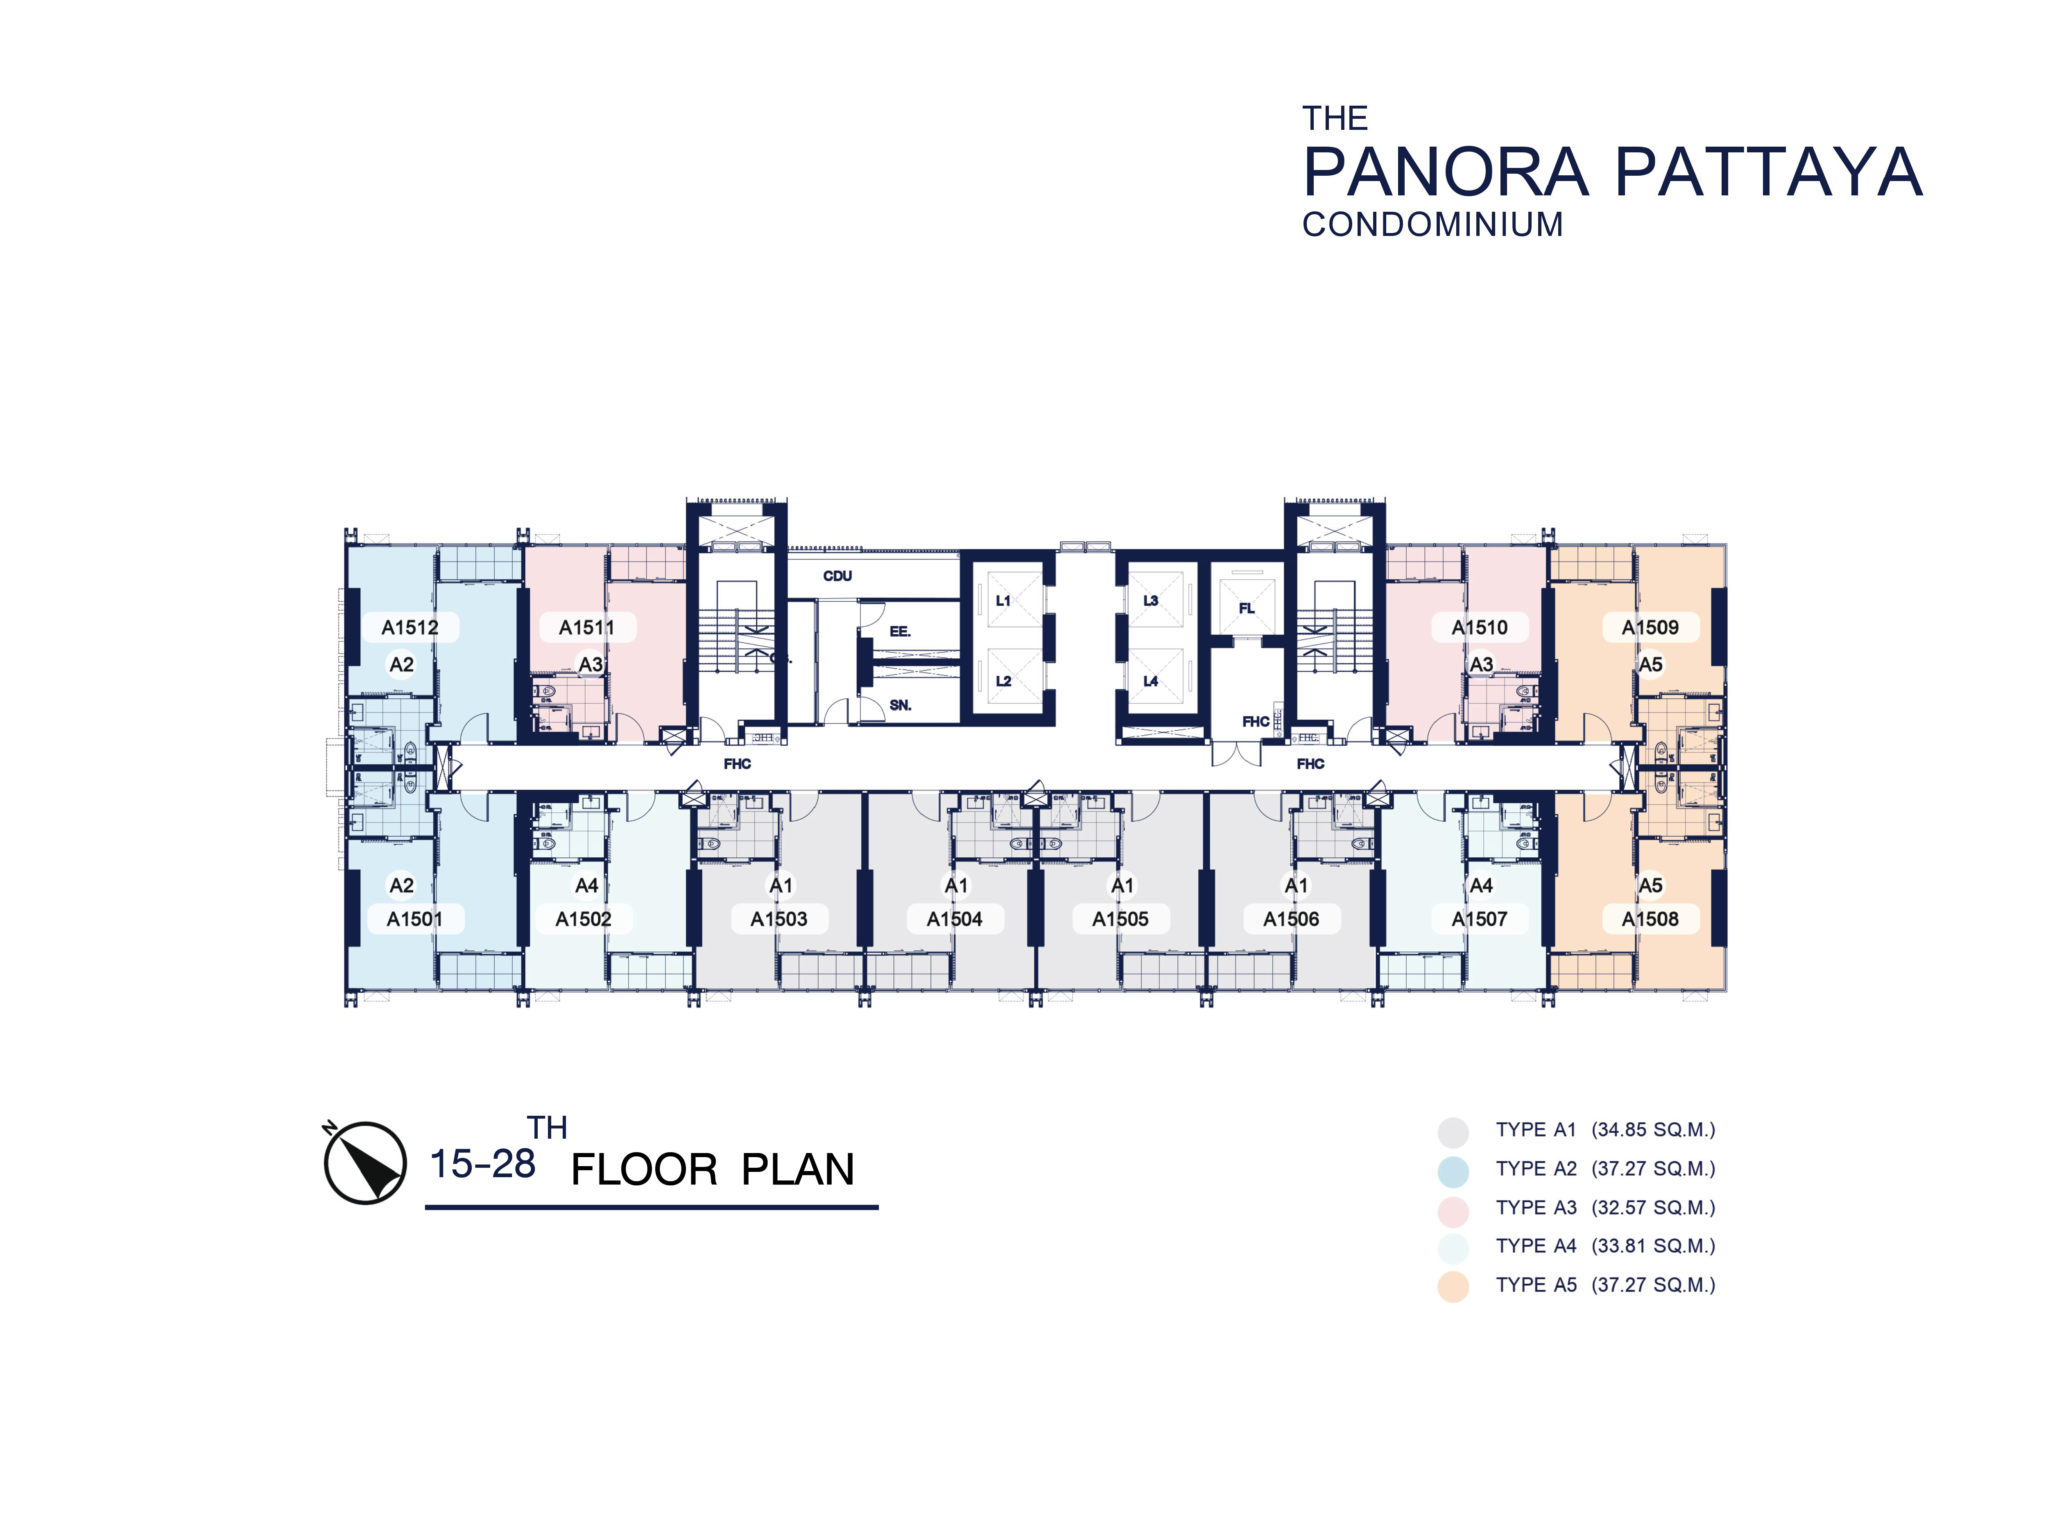 THE
PANORA PATTAYA
CONDOMINIUM
CDU
L1
L3
FL
EE.
A1512
A1511
A1510
A1509
A2
A3
A3
A5
L2
L4
SN.
FHC
FHC
FHC
A2
A4
A1
A1
A1
A1
A4
A5
A1501
A1502
A1503
A1504
A1505
A1506
A1507
A1508
N
15-28TH FLOOR PLAN
TYPE A1 (34.85 SQ.M.)
TYPE A2 (37.27 SQ.M.)
TYPE A3 (32.57 SQ.M.)
TYPE A4 (33.81 SQ.M.)
TYPE A5 (37.27 SQ.M.)